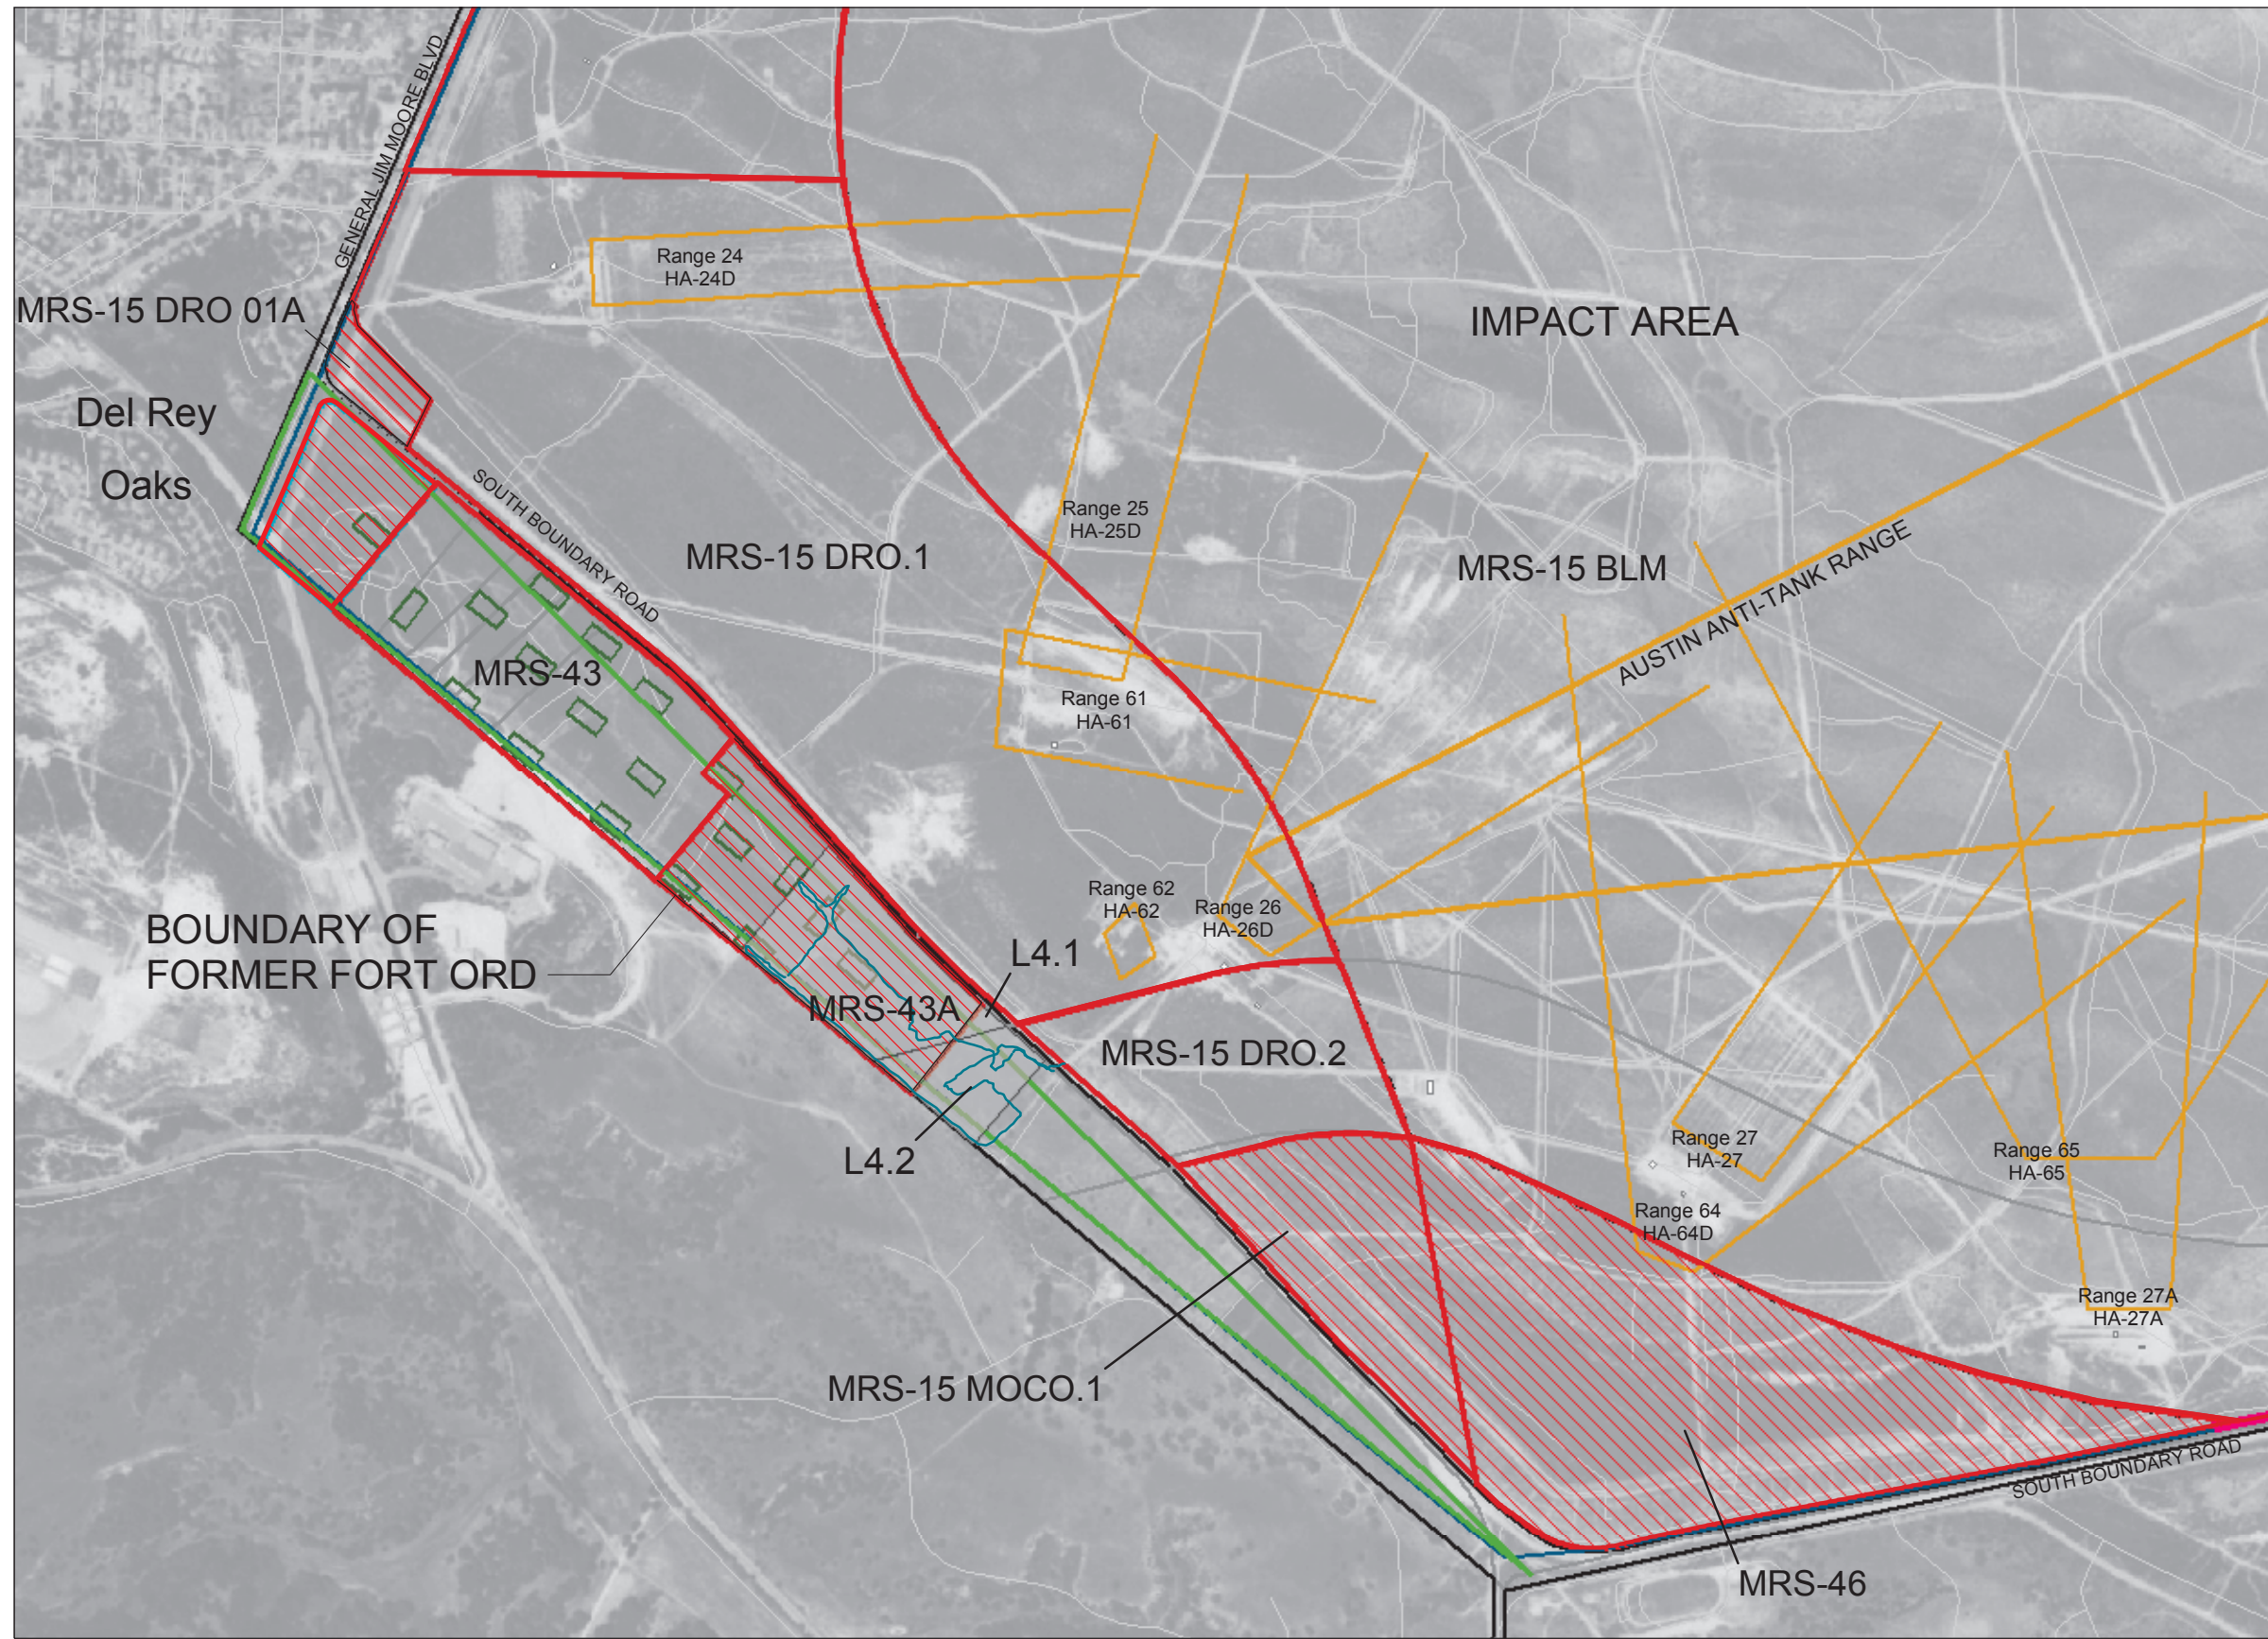 GENERAL JIM MOORE BLVD
Range 24
HA-24D
MRS-15 DRO 01A
IMPACT AREA
Del Rey
Oaks
SOUTH BOUNDARY ROAD
Range 25
HA-25D
MRS-15 DRO.1
MRS-15 BLM
AUSTIN ANTI-TANK RANGE
MRS-43
Range 61
HA-61
Range 62
HA-62
Range 26
HA-26D
BOUNDARY OF
FORMER FORT ORD
L4.1
MRS-43A
MRS-15 DRO.2
L4.2
Range 27
HA-27
Range 65
HA-65
Range 64
HA-64D
Range 27A
HA-27A
MRS-15 MOCO.1
SOUTH BOUNDARY ROAD
MRS-46